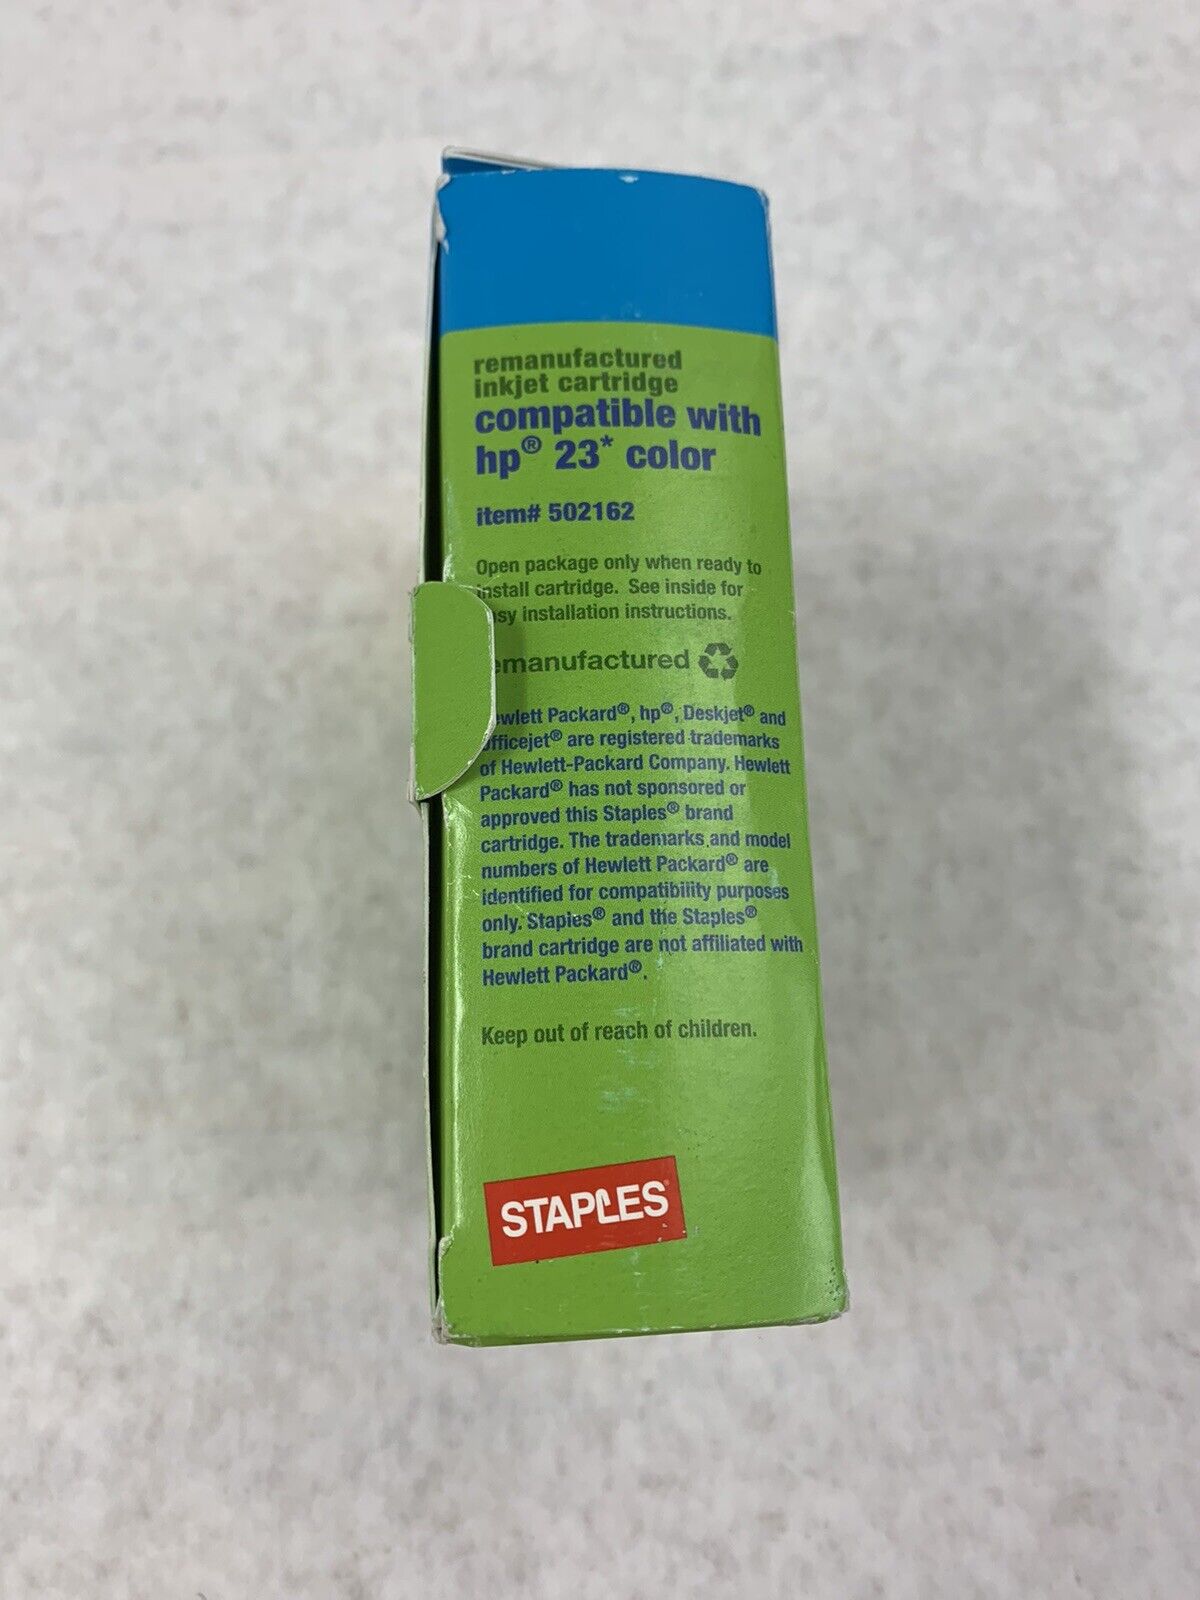 remanufactured
inkjet cartridge
compatible with
hp® 23* color
item# 502162
Open package only when ready to
install cartridge. See inside for
easy installation instructions.
remanufactured
Hewlett Packard®, hp®, Deskjet® and
Officejet® are registered trademarks
of Hewlett-Packard Company. Hewlett
Packard® has not sponsored or
approved this Staples® brand
cartridge. The trademarks and model
numbers of Hewlett Packard® are
identified for compatibility purposes
only. Staples® and the Staples®
brand cartridge are not affiliated with
Hewlett Packard®.
Keep out of reach of children.
STAPLES